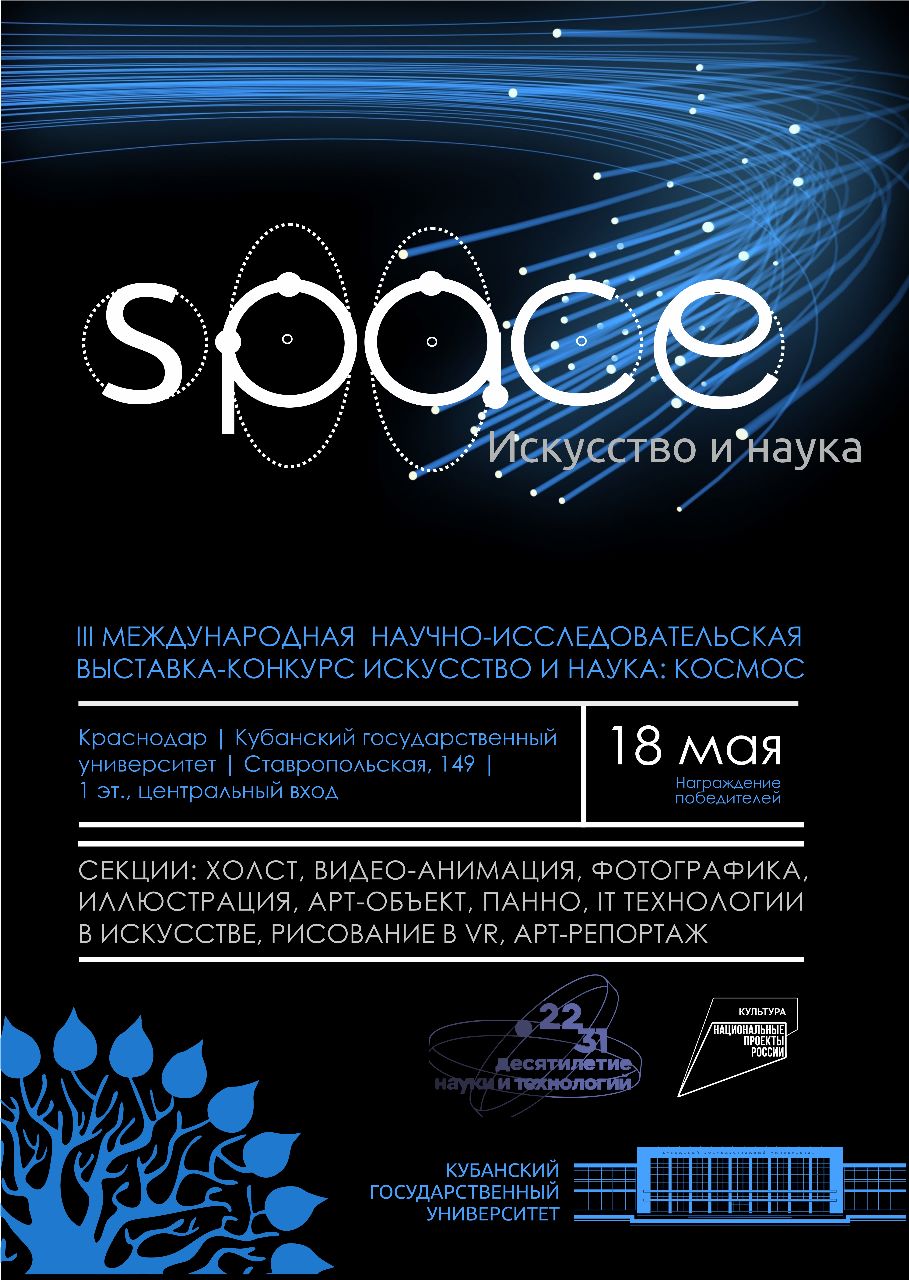 space
Искусство и наука
III МЕЖДУНАРОДНАЯ НАУЧНО-ИССЛЕДОВАТЕЛЬСКАЯ
ВЫСТАВКА-КОНКУРС ИСКУССТВО И НАУКА: КОСМОС
Краснодар | Кубанский государственный
университет | Ставропольская, 149 |
1 эт., центральный вход
18 мая
Награждение
победителей
СЕКЦИИ: ХОЛСТ, ВИДЕО-АНИМАЦИЯ, ФОТОГРАФИКА,
ИЛЛЮСТРАЦИЯ, АРТ-ОБЪЕКТ, ПАННО, IT ТЕХНОЛОГИИ
В ИСКУССТВЕ, РИСОВАНИЕ В VR, АРТ-РЕПОРТАЖ
22
31
десятилетие
науки и технологий
КУЛЬТУРА
НАЦИОНАЛЬНЫЕ
ПРОЕКТЫ
РОССИИ
КУБАНСКИЙ
ГОСУДАРСТВЕННЫЙ
УНИВЕРСИТЕТ